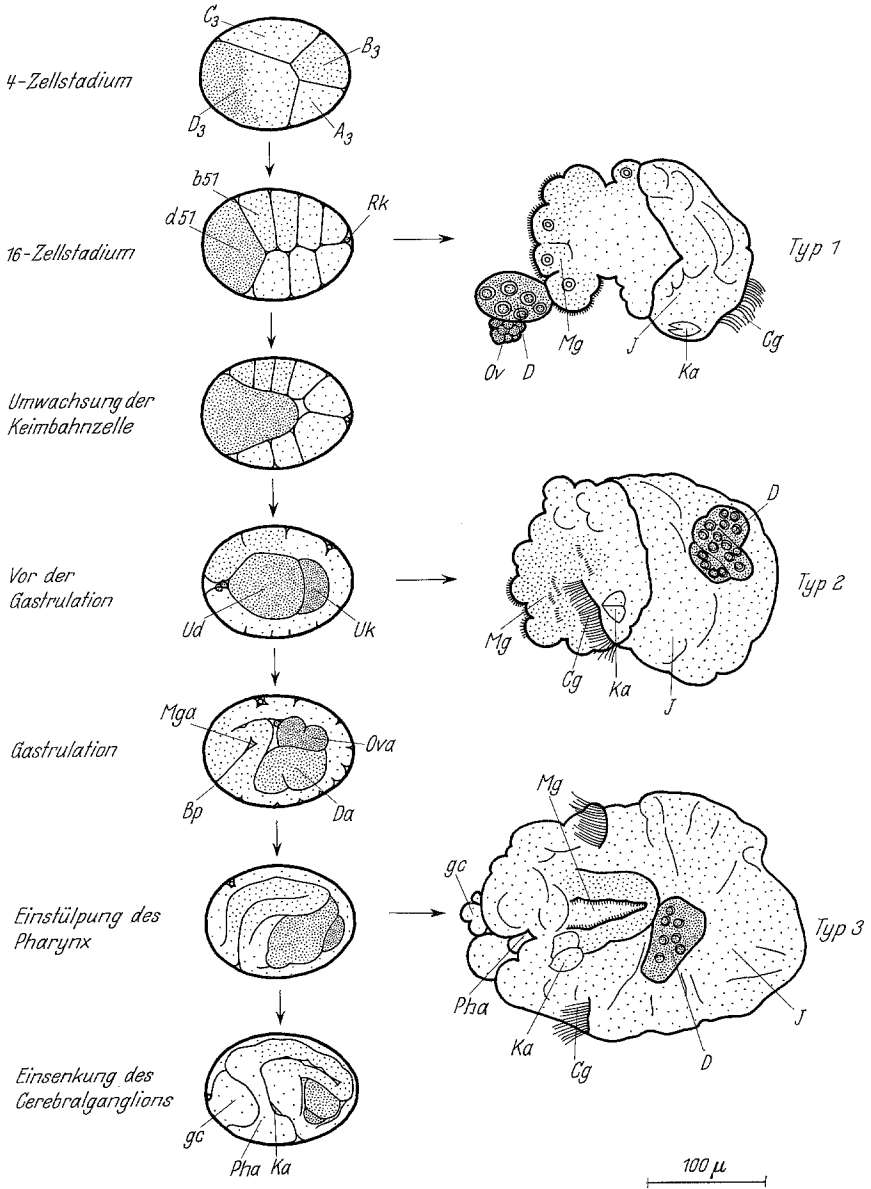 4-Zellstadium
C3
B3
D3
A3
16-Zellstadium
b51
d51
Rk
Typ 1
Ov
D
Mg
J
Ka
Cg
Umwachsung der
Keimbahnzelle
Vor der
Gastrulation
Ud
Uk
Typ 2
D
Mg
Cg
Ka
J
Gastrulation
Mga
Ova
Bp
Da
Einstülpung des
Pharynx
Typ 3
Mg
gc
Pha
Ka
Cg
D
J
Einsenkung des
Cerebralganglions
gc
Pha
Ka
100 μ